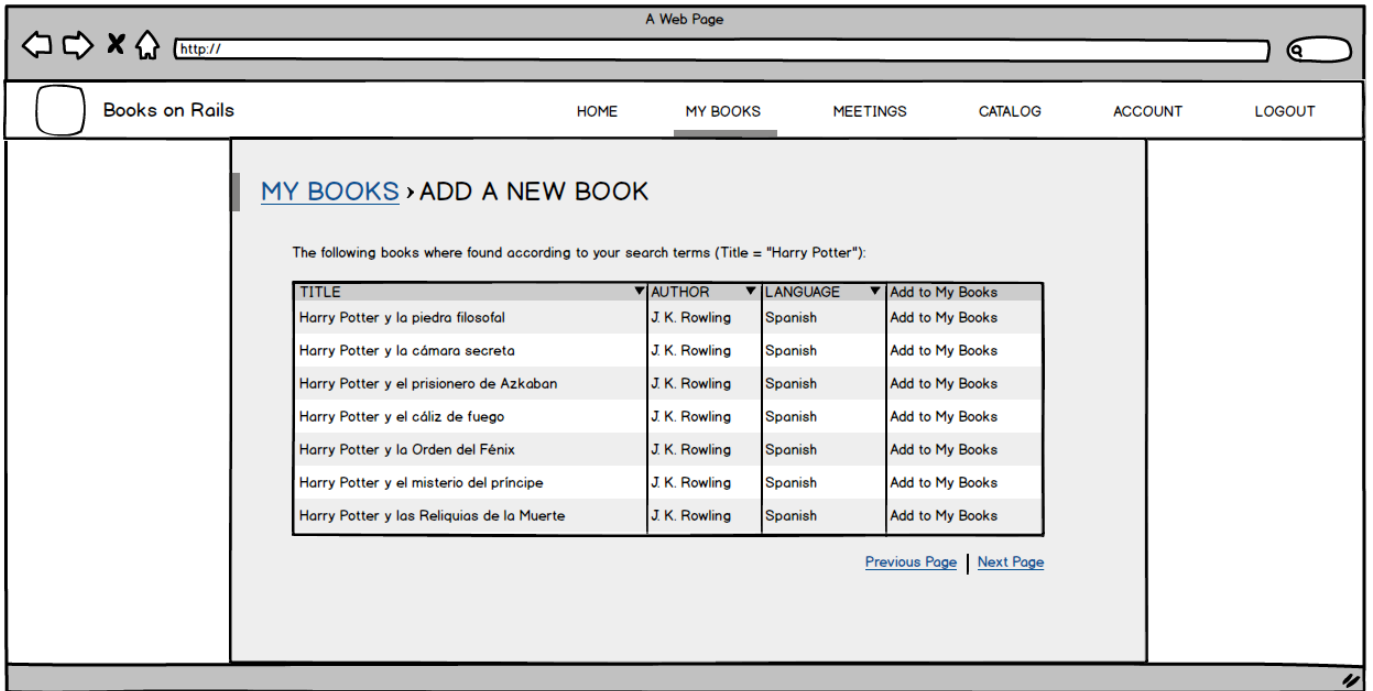 A Web Page
http://
Books on Rails HOME MY BOOKS MEETINGS CATALOG ACCOUNT LOGOUT
MY BOOKS › ADD A NEW BOOK
The following books where found according to your search terms (Title = "Harry Potter"):
TITLE AUTHOR LANGUAGE Add to My Books
Harry Potter y la piedra filosofal J. K. Rowling Spanish Add to My Books
Harry Potter y la cámara secreta J. K. Rowling Spanish Add to My Books
Harry Potter y el prisionero de Azkaban J. K. Rowling Spanish Add to My Books
Harry Potter y el cáliz de fuego J. K. Rowling Spanish Add to My Books
Harry Potter y la Orden del Fénix J. K. Rowling Spanish Add to My Books
Harry Potter y el misterio del príncipe J. K. Rowling Spanish Add to My Books
Harry Potter y las Reliquias de la Muerte J. K. Rowling Spanish Add to My Books
Previous Page | Next Page